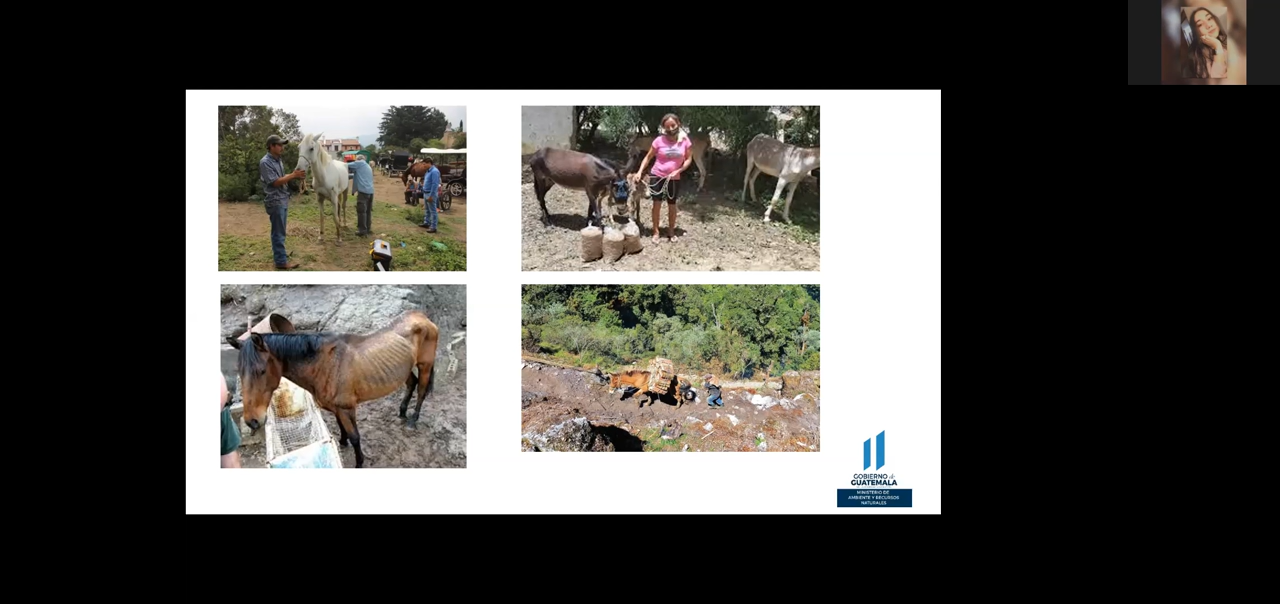 GOBIERNO de
GUATEMALA
MINISTERIO DE
AMBIENTE Y RECURSOS
NATURALES